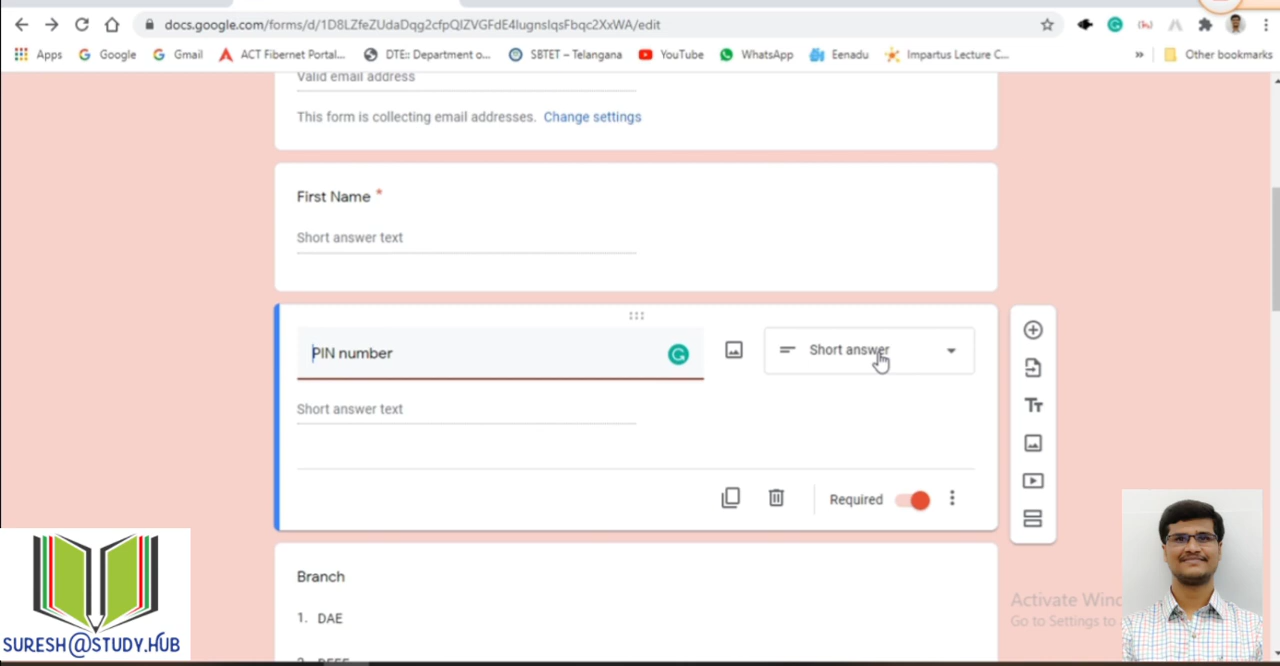 docs.google.com/forms/d/1D8LZfeZUdaDqg2cfpQIZVGFdE4lugnslqsFbqc2XxWA/edit
Apps Google Gmail ACT Fibernet Portal... DTE:: Department o... SBTET – Telangana YouTube WhatsApp Eenadu Impartus Lecture C... » Other bookmarks
Valid email address
This form is collecting email addresses. Change settings
First Name *
Short answer text
PIN number
Short answer
Short answer text
Required
Branch
1. DAE
Activate Wind
Go to Settings to
SURESH@STUDY.HUB